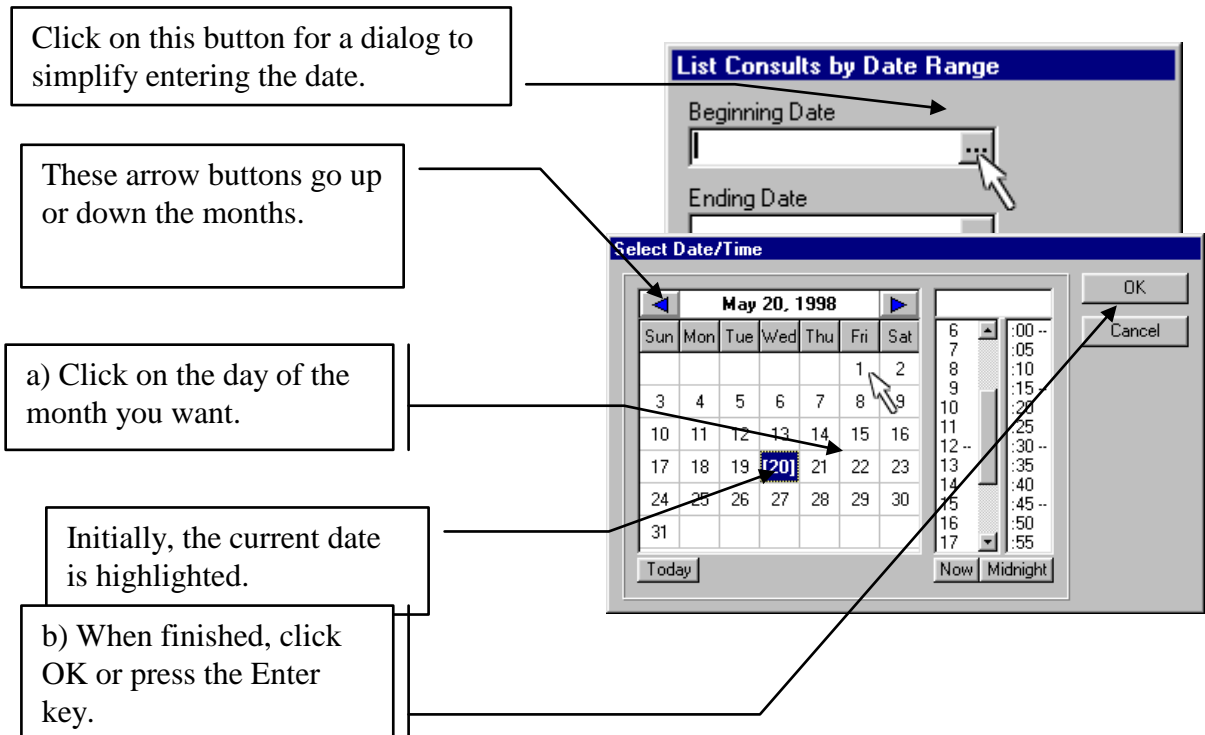 Click on this button for a dialog to
simplify entering the date.
List Consults by Date Range
Beginning Date
...
Ending Date
These arrow buttons go up
or down the months.
Select Date/Time
May 20, 1998
OK
Cancel
Sun Mon Tue Wed Thu Fri Sat
1 2
3 4 5 6 7 8 9
10 11 12 13 14 15 16
17 18 19 [20] 21 22 23
24 25 26 27 28 29 30
31
6 :00 --
7 :05
8 :10
9 :15 --
10 :20
11 :25
12 -- :30 --
13 :35
14 :40
15 :45 --
16 :50
17 :55
Today
Now Midnight
a) Click on the day of the
month you want.
Initially, the current date
is highlighted.
b) When finished, click
OK or press the Enter
key.